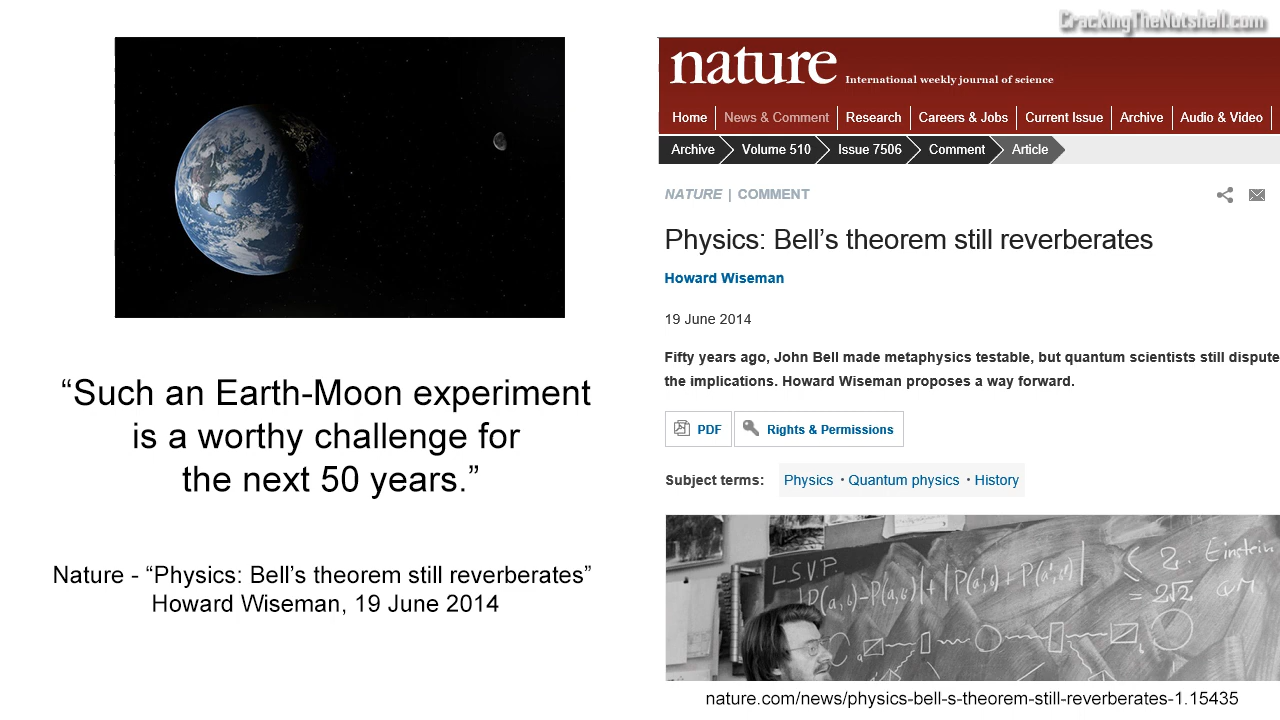 CrackingTheNutshell.com
nature International weekly journal of science
Home News & Comment Research Careers & Jobs Current Issue Archive Audio & Video
Archive Volume 510 Issue 7506 Comment Article
NATURE | COMMENT
Physics: Bell’s theorem still reverberates
Howard Wiseman
19 June 2014
Fifty years ago, John Bell made metaphysics testable, but quantum scientists still dispute
the implications. Howard Wiseman proposes a way forward.
PDF Rights & Permissions
Subject terms: Physics · Quantum physics · History
L.S.V.P. < 2. Einstein
|P(a,b)-P(a,b')|+|P(a',b)+P(a',b')| = 2√2 QM
nature.com/news/physics-bell-s-theorem-still-reverberates-1.15435
“Such an Earth-Moon experiment
is a worthy challenge for
the next 50 years.”
Nature - “Physics: Bell’s theorem still reverberates”
Howard Wiseman, 19 June 2014